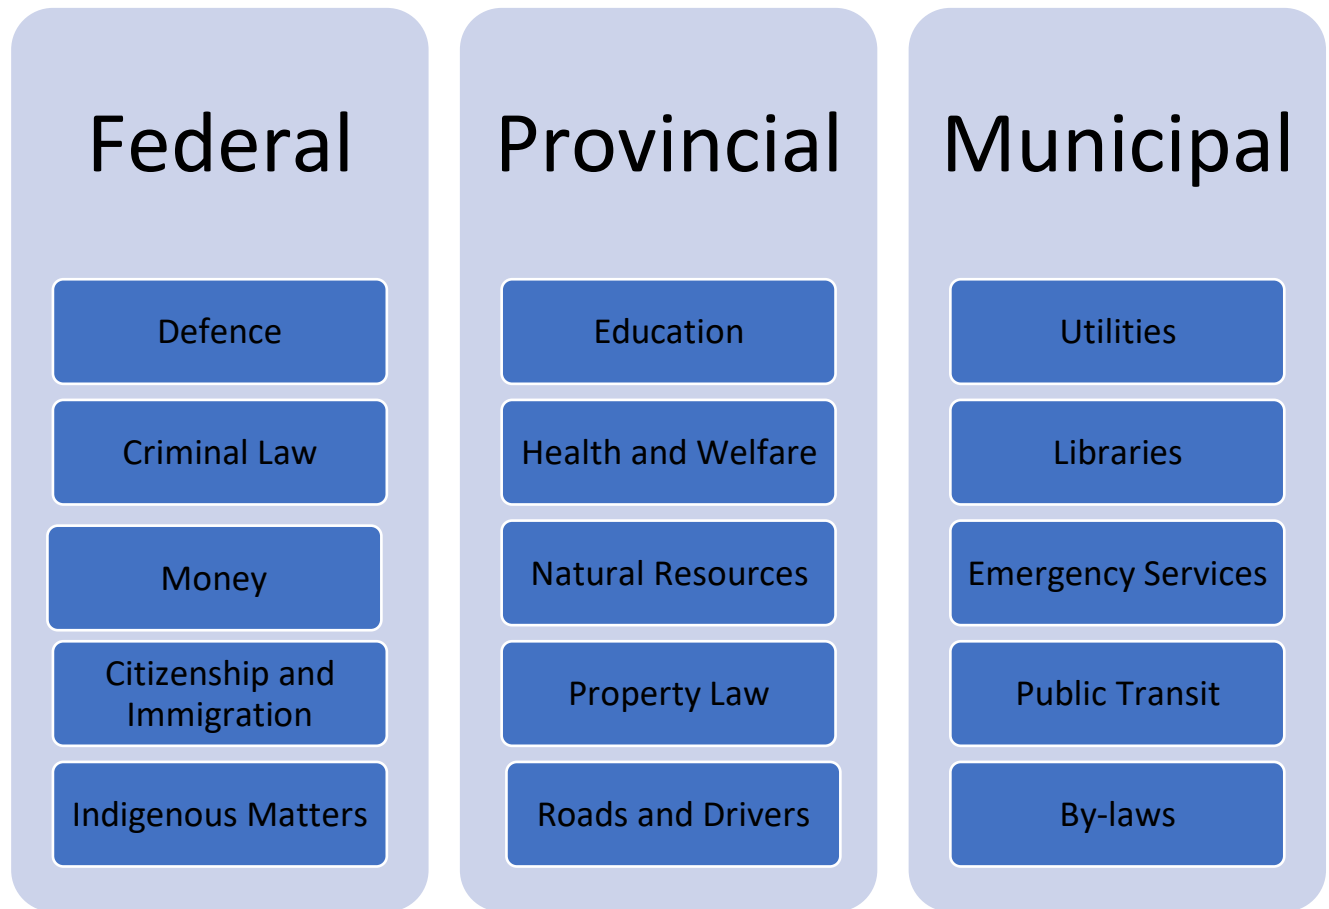 Federal
Defence
Criminal Law
Money
Citizenship and
Immigration
Indigenous Matters
Provincial
Education
Health and Welfare
Natural Resources
Property Law
Roads and Drivers
Municipal
Utilities
Libraries
Emergency Services
Public Transit
By-laws